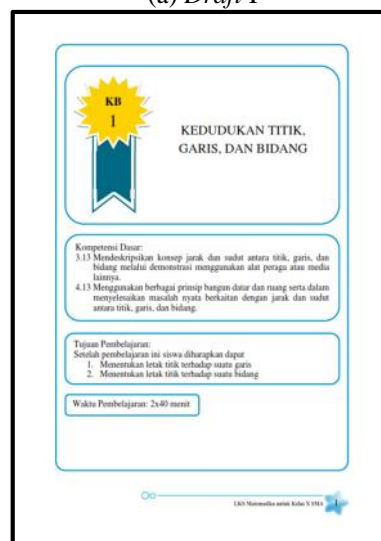 (a) Draft I
KB
1
KEDUDUKAN TITIK,
GARIS, DAN BIDANG
Kompetensi Dasar:
3.13 Mendeskripsikan konsep jarak dan sudut antara titik, garis, dan
bidang melalui demonstrasi menggunakan alat peraga atau media
lainnya.
4.13 Menggunakan berbagai prinsip bangun datar dan ruang serta dalam
menyelesaikan masalah nyata berkaitan dengan jarak dan sudut
antara titik, garis, dan bidang.
Tujuan Pembelajaran:
Setelah pembelajaran ini siswa diharapkan dapat
1. Menentukan letak titik terhadap suatu garis
2. Menentukan letak titik terhadap suatu bidang
Waktu Pembelajaran: 2x40 menit
LKS Matematika untuk Kelas X SMA 1